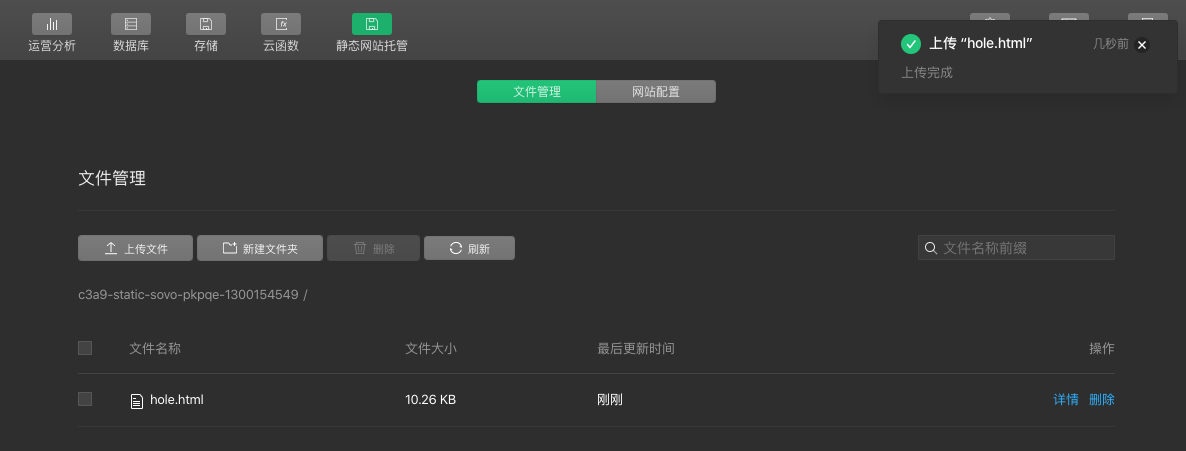 运营分析 数据库 存储 云函数 静态网站托管
上传 “hole.html” 几秒前
上传完成
文件管理 网站配置
文件管理
上传文件 新建文件夹 删除 刷新 文件名称前缀
c3a9-static-sovo-pkpqe-1300154549 /
文件名称 文件大小 最后更新时间 操作
hole.html 10.26 KB 刚刚 详情 删除